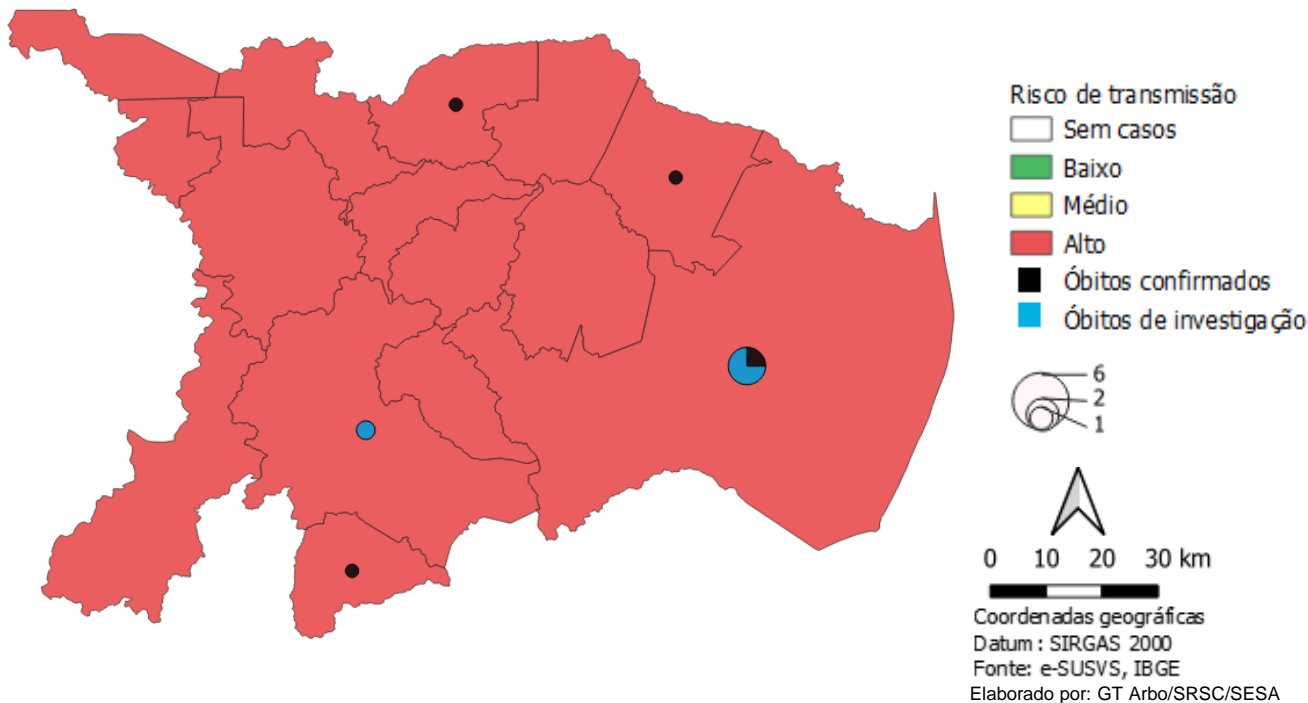 Risco de transmissão
Sem casos
Baixo
Médio
Alto
Óbitos confirmados
Óbitos de investigação
6
2
1
0 10 20 30 km
Coordenadas geográficas
Datum : SIRGAS 2000
Fonte: e-SUSVS, IBGE
Elaborado por: GT Arbo/SRSC/SESA